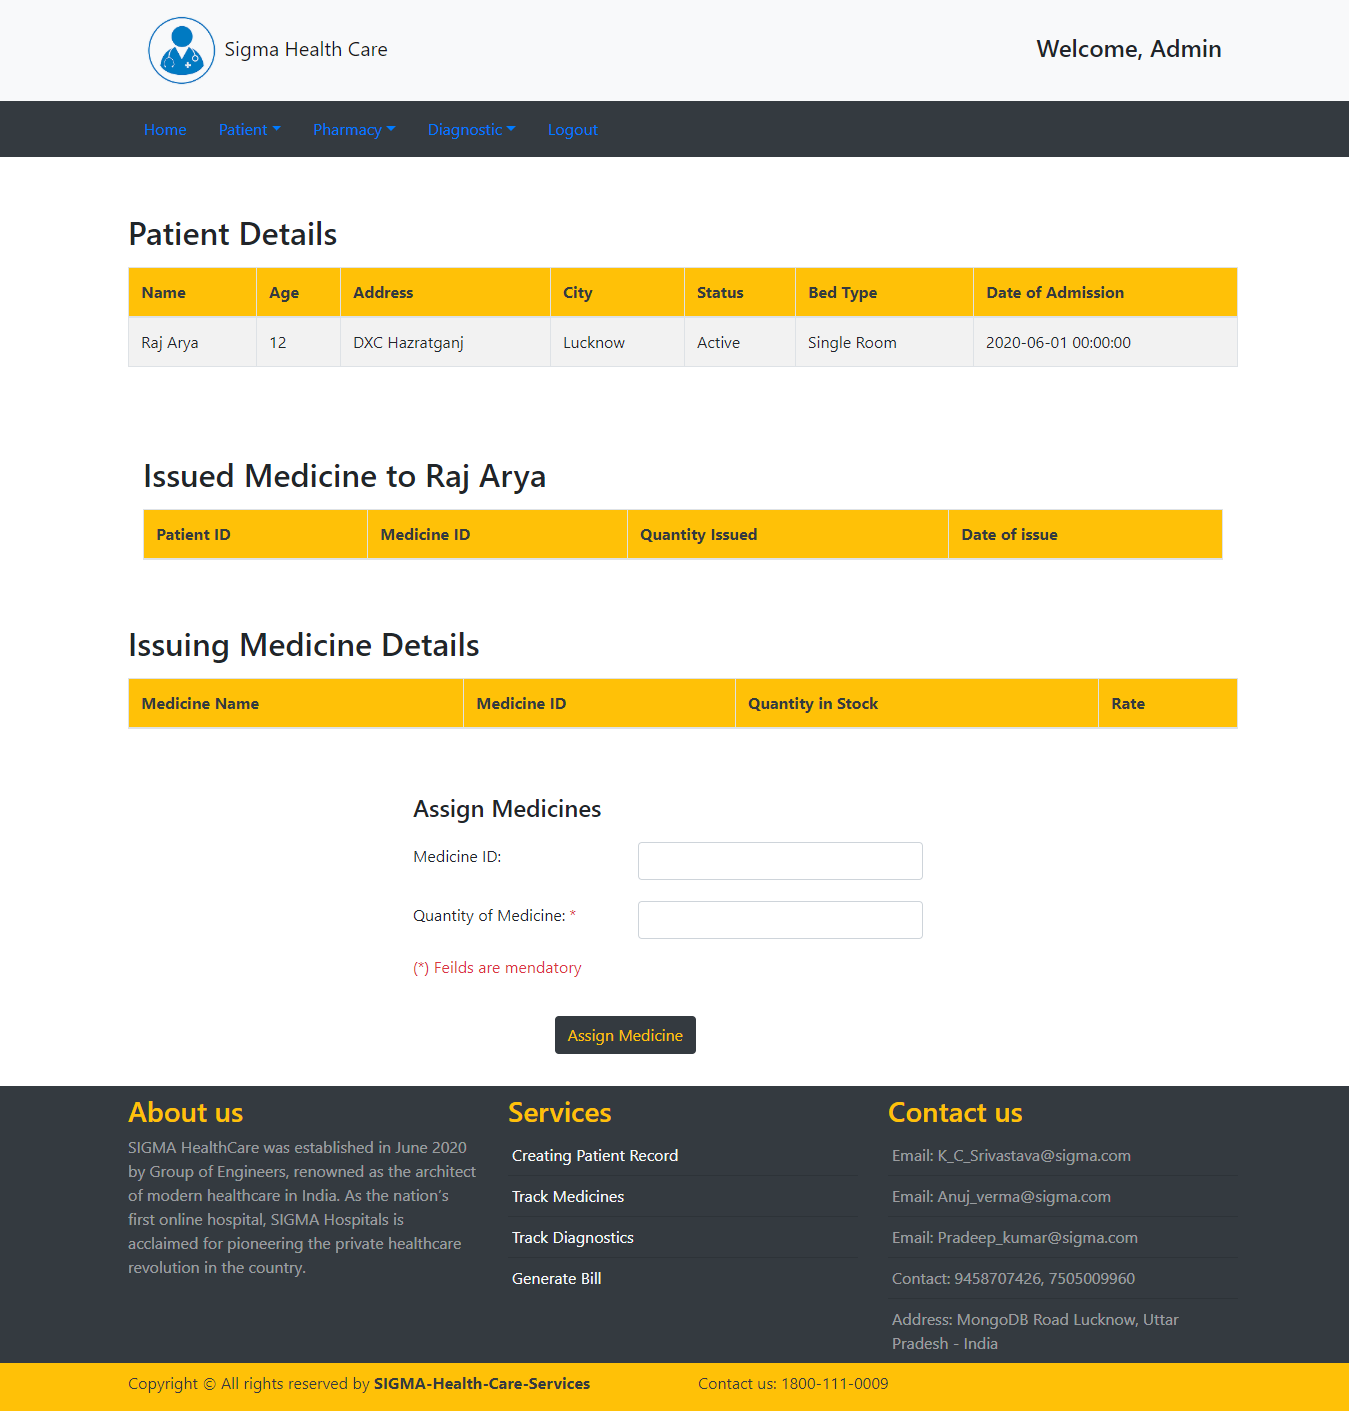 Sigma Health Care
Welcome, Admin
Home Patient Pharmacy Diagnostic Logout
Patient Details
Name Age Address City Status Bed Type Date of Admission
Raj Arya 12 DXC Hazratganj Lucknow Active Single Room 2020-06-01 00:00:00
Issued Medicine to Raj Arya
Patient ID Medicine ID Quantity Issued Date of issue
Issuing Medicine Details
Medicine Name Medicine ID Quantity in Stock Rate
Assign Medicines
Medicine ID:
Quantity of Medicine: *
(*) Feilds are mendatory
Assign Medicine
About us
SIGMA HealthCare was established in June 2020
by Group of Engineers, renowned as the architect
of modern healthcare in India. As the nation’s
first online hospital, SIGMA Hospitals is
acclaimed for pioneering the private healthcare
revolution in the country.
Services
Creating Patient Record
Track Medicines
Track Diagnostics
Generate Bill
Contact us
Email: K_C_Srivastava@sigma.com
Email: Anuj_verma@sigma.com
Email: Pradeep_kumar@sigma.com
Contact: 9458707426, 7505009960
Address: MongoDB Road Lucknow, Uttar
Pradesh - India
Copyright © All rights reserved by SIGMA-Health-Care-Services
Contact us: 1800-111-0009